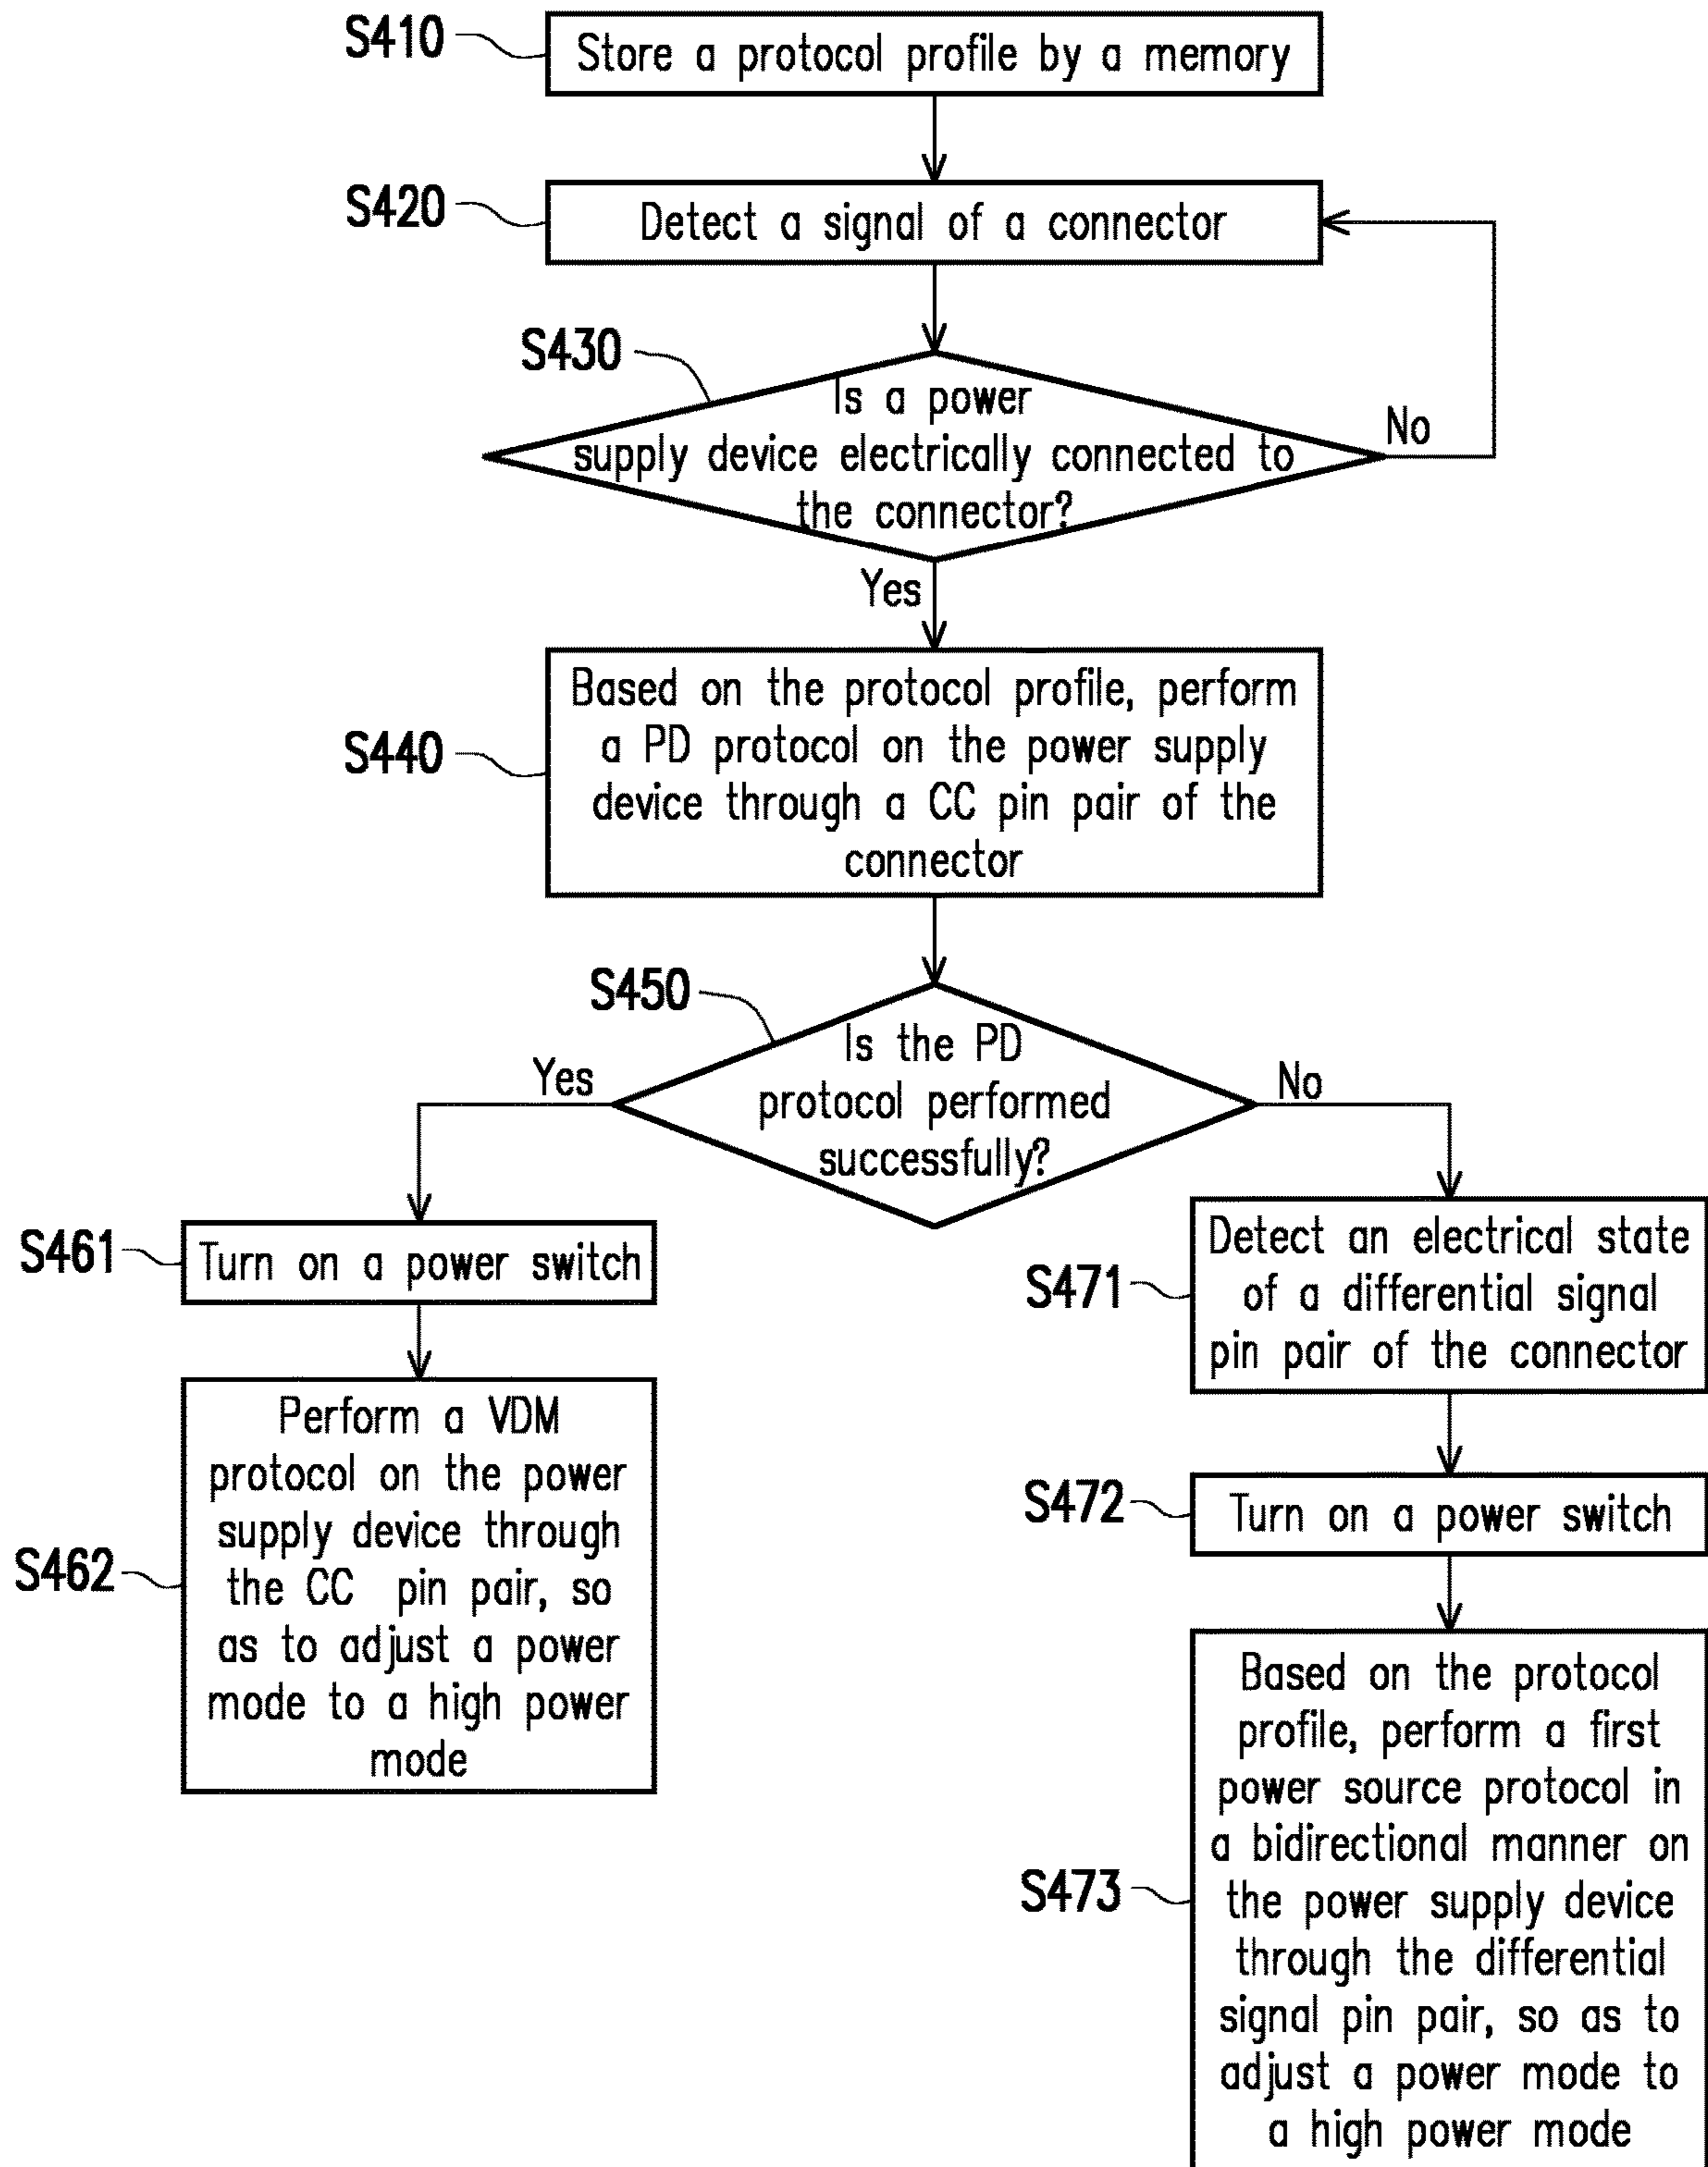 S410
Store a protocol profile by a memory
S420
Detect a signal of a connector
S430
Is a power
supply device electrically connected to
the connector?
No
Yes
S440
Based on the protocol profile, perform
a PD protocol on the power supply
device through a CC pin pair of the
connector
S450
Is the PD
protocol performed
successfully?
Yes
No
S461
Turn on a power switch
S462
Perform a VDM
protocol on the power
supply device through
the CC pin pair, so
as to adjust a power
mode to a high power
mode
S471
Detect an electrical state
of a differential signal
pin pair of the connector
S472
Turn on a power switch
S473
Based on the protocol
profile, perform a first
power source protocol in
a bidirectional manner on
the power supply device
through the differential
signal pin pair, so as to
adjust a power mode to
a high power mode